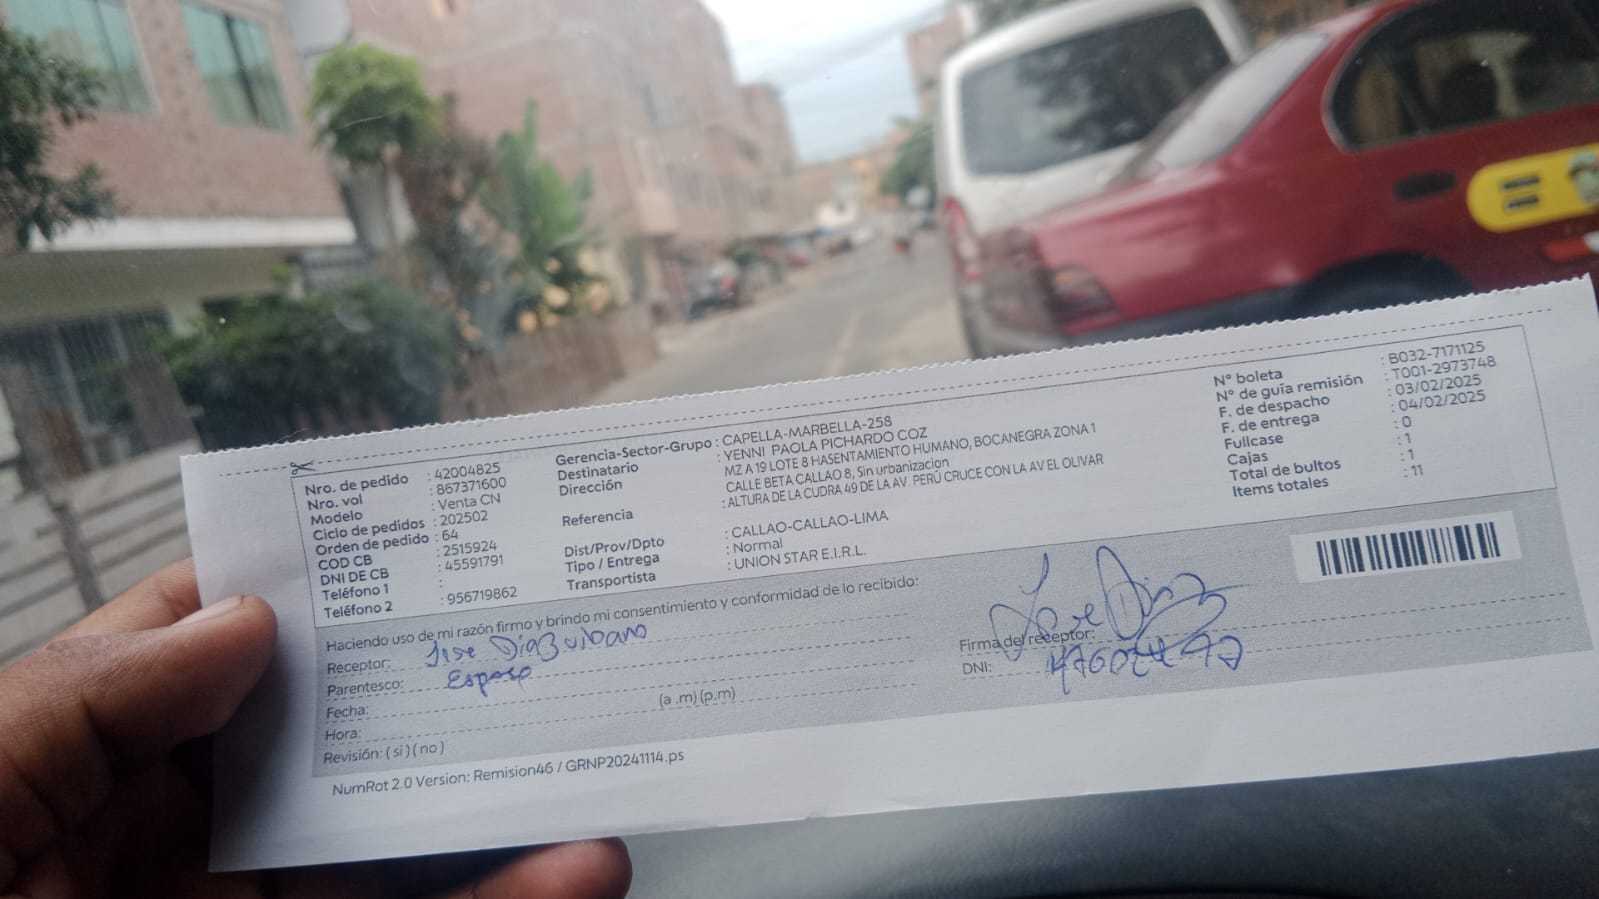 Nro. de pedido : 42004825
Nro. vol : 867371600
Modelo : Venta CN
Ciclo de pedidos : 202502
Orden de pedido : 64
COD CB : 2515924
DNI DE CB : 45591791
Teléfono 1 :
Teléfono 2 : 956719862
Gerencia-Sector-Grupo : CAPELLA-MARBELLA-258
Destinatario : YENNI PAOLA PICHARDO COZ
Dirección : MZ A 19 LOTE 8 HASENTAMIENTO HUMANO, BOCANEGRA ZONA 1
CALLE BETA CALLAO 8, Sin urbanizacion
Referencia : ALTURA DE LA CUDRA 49 DE LA AV. PERÚ CRUCE CON LA AV EL OLIVAR
Dist/Prov/Dpto : CALLAO-CALLAO-LIMA
Tipo / Entrega : Normal
Transportista : UNION STAR E.I.R.L.
N° boleta : B032-7171125
N° de guía remisión : T001-2973748
F. de despacho : 03/02/2025
F. de entrega : 04/02/2025
Fullcase : 0
Cajas : 1
Total de bultos : 1
Items totales : 11
Haciendo uso de mi razón firmo y brindo mi consentimiento y conformidad de lo recibido:
Receptor: Jose Diaz
Parentesco: Esposo
Fecha:
Hora: (a .m) (p.m)
Revisión: ( si ) ( no )
Firma del receptor: Jose Diaz
DNI:
NumRot 2.0 Version: Remision46 / GRNP20241114.ps